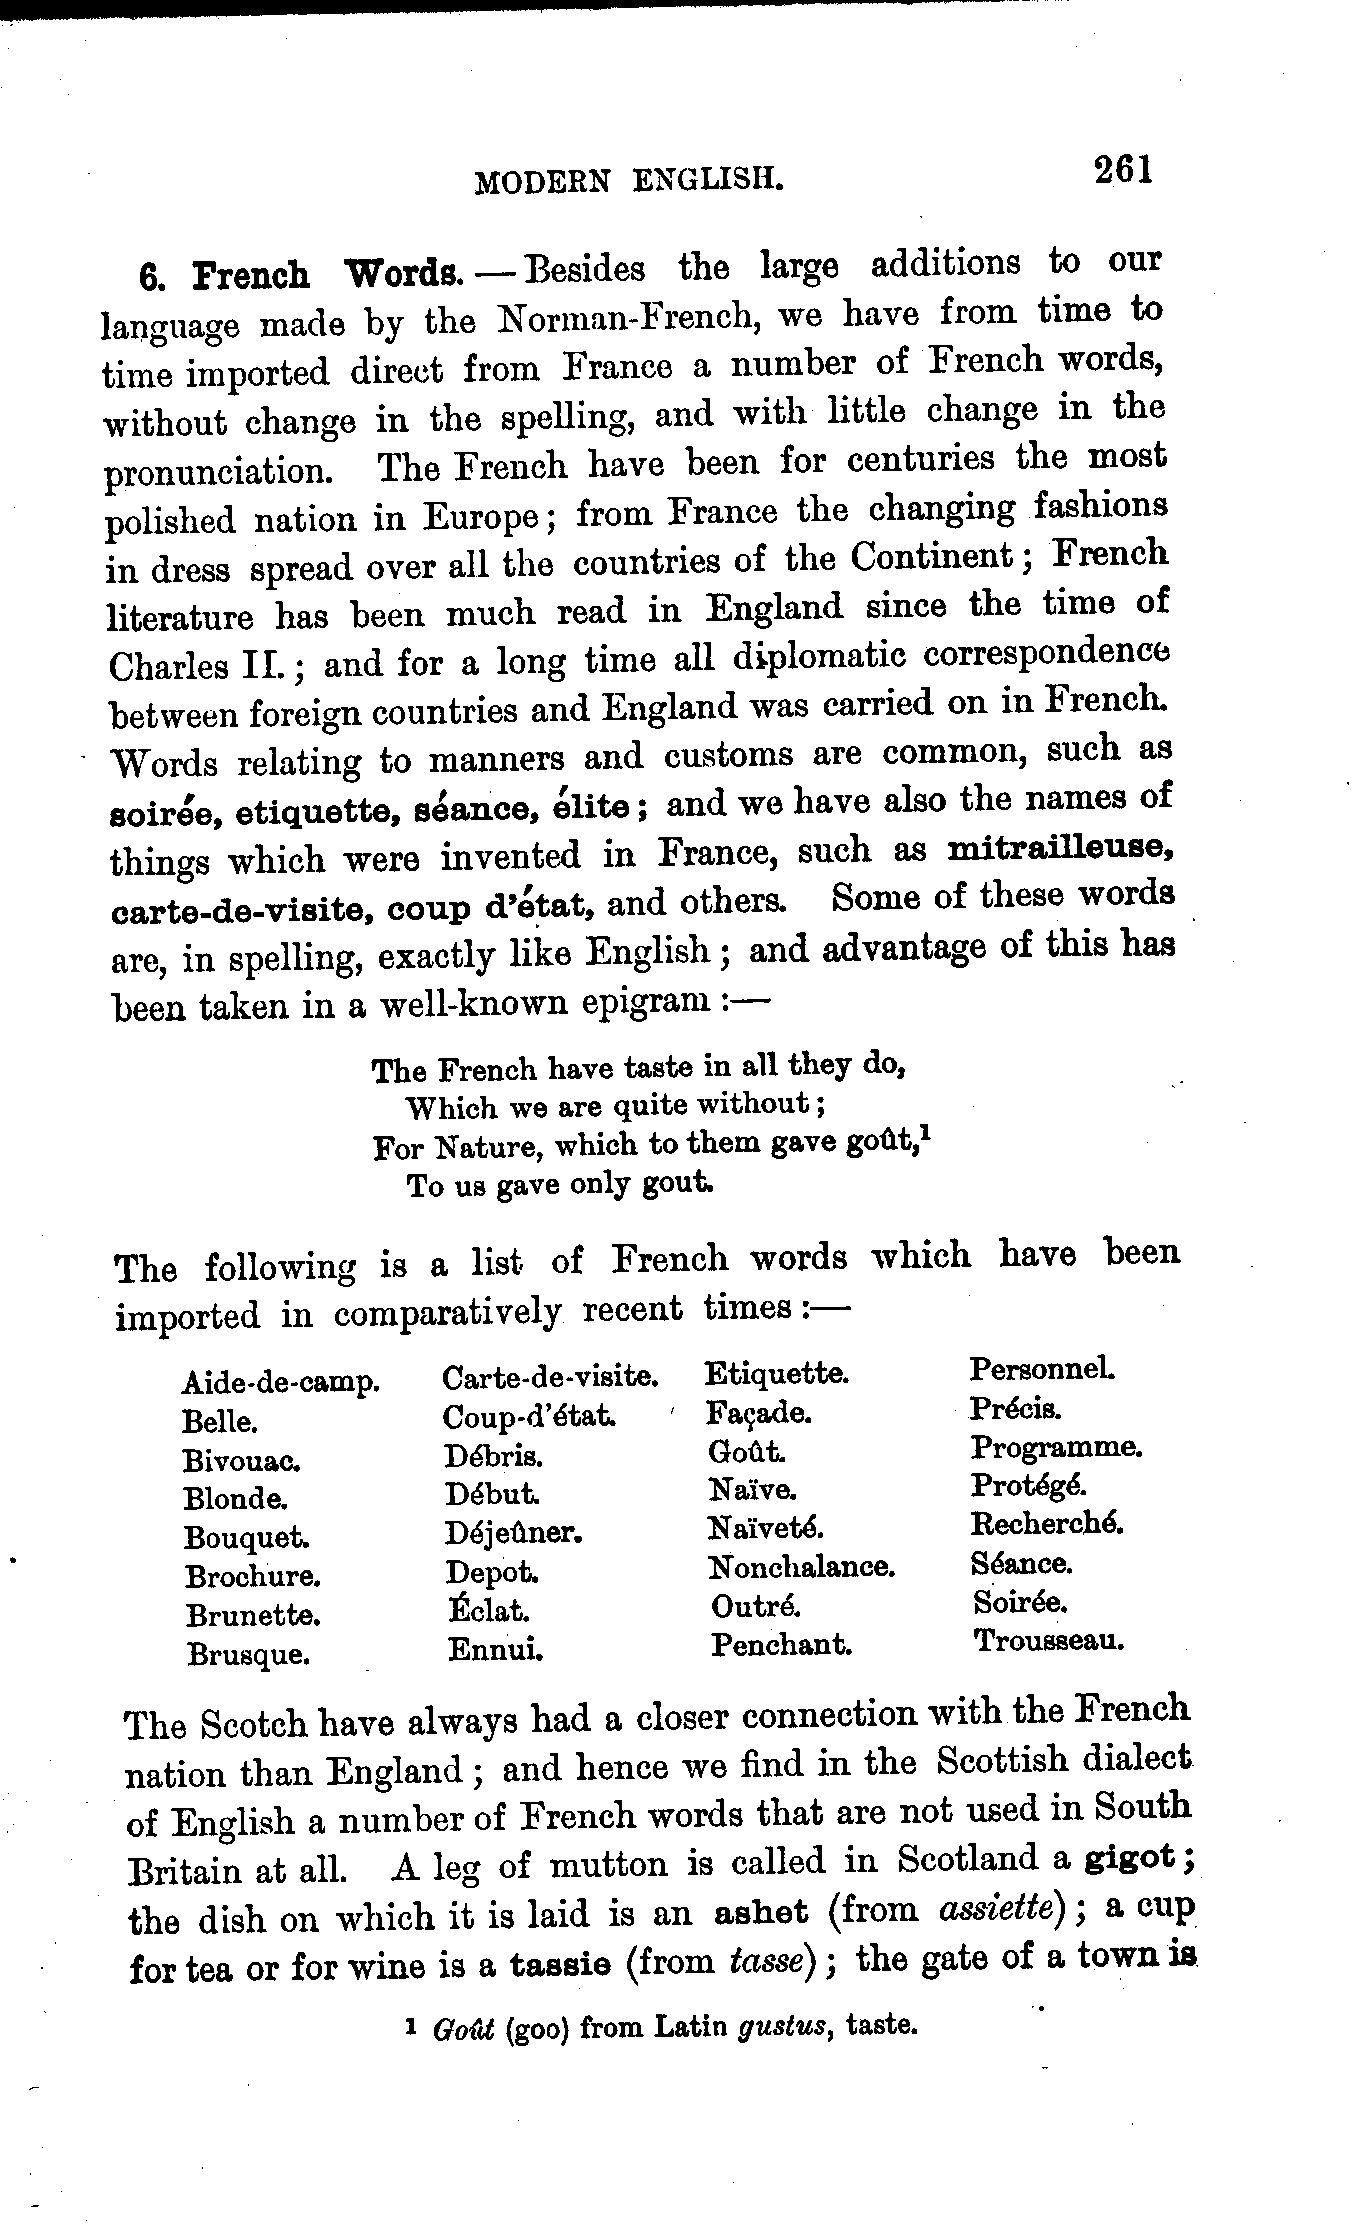 MODERN ENGLISH. 261
6. French Words. — Besides the large additions to our
language made by the Norman-French, we have from time to
time imported direct from France a number of French words,
without change in the spelling, and with little change in the
pronunciation. The French have been for centuries the most
polished nation in Europe; from France the changing fashions
in dress spread over all the countries of the Continent; French
literature has been much read in England since the time of
Charles II.; and for a long time all diplomatic correspondence
between foreign countries and England was carried on in French.
Words relating to manners and customs are common, such as
soirée, etiquette, séance, élite; and we have also the names of
things which were invented in France, such as mitrailleuse,
carte-de-visite, coup d'état, and others. Some of these words
are, in spelling, exactly like English; and advantage of this has
been taken in a well-known epigram:—
The French have taste in all they do,
Which we are quite without;
For Nature, which to them gave goût,¹
To us gave only gout.
The following is a list of French words which have been
imported in comparatively recent times:—
Aide-de-camp. Carte-de-visite. Etiquette. Personnel.
Belle. Coup-d'état. Façade. Précis.
Bivouac. Débris. Goût. Programme.
Blonde. Début. Naïve. Protégé.
Bouquet. Déjeûner. Naïveté. Recherché.
Brochure. Depot. Nonchalance. Séance.
Brunette. Éclat. Outré. Soirée.
Brusque. Ennui. Penchant. Trousseau.
The Scotch have always had a closer connection with the French
nation than England; and hence we find in the Scottish dialect
of English a number of French words that are not used in South
Britain at all. A leg of mutton is called in Scotland a gigot;
the dish on which it is laid is an ashet (from assiette); a cup
for tea or for wine is a tassie (from tasse); the gate of a town is
¹ Goût (goo) from Latin gustus, taste.